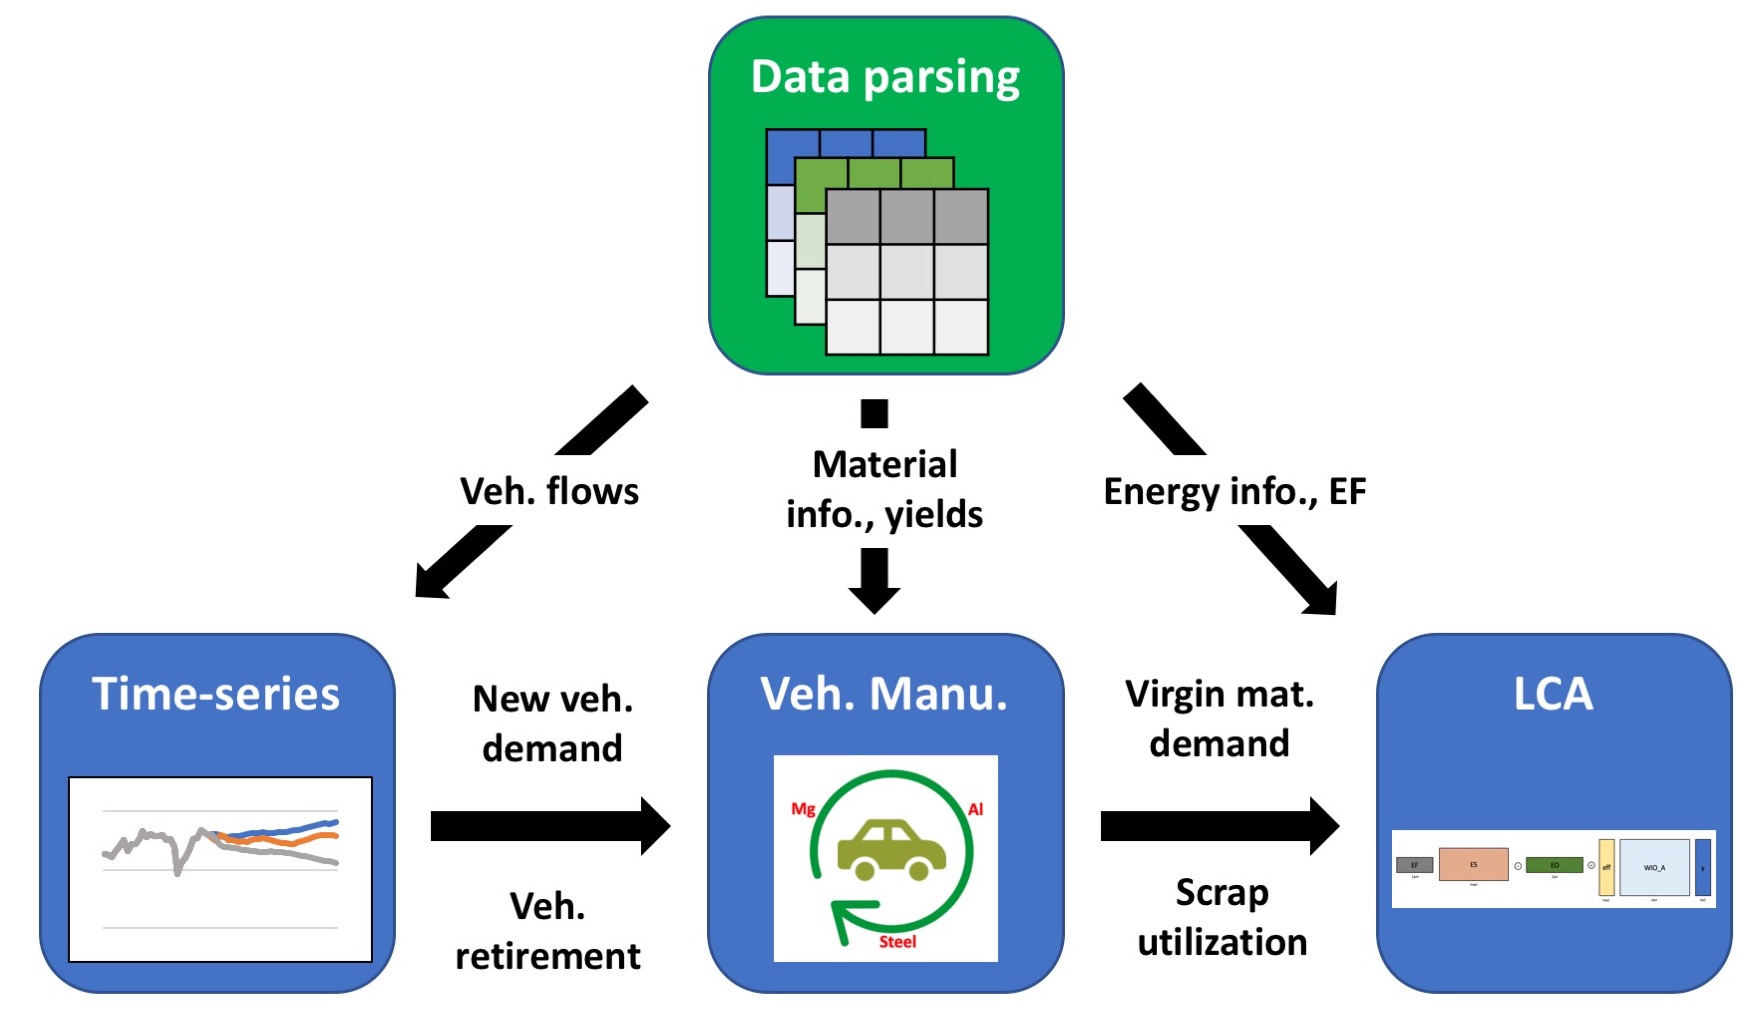 Data parsing
Veh. flows
Material
info., yields
Energy info., EF
Time-series
New veh.
demand
Veh.
retirement
Veh. Manu.
Mg
Al
Steel
Virgin mat.
demand
Scrap
utilization
LCA
EF
ES
EO
eff
WIO_A
y